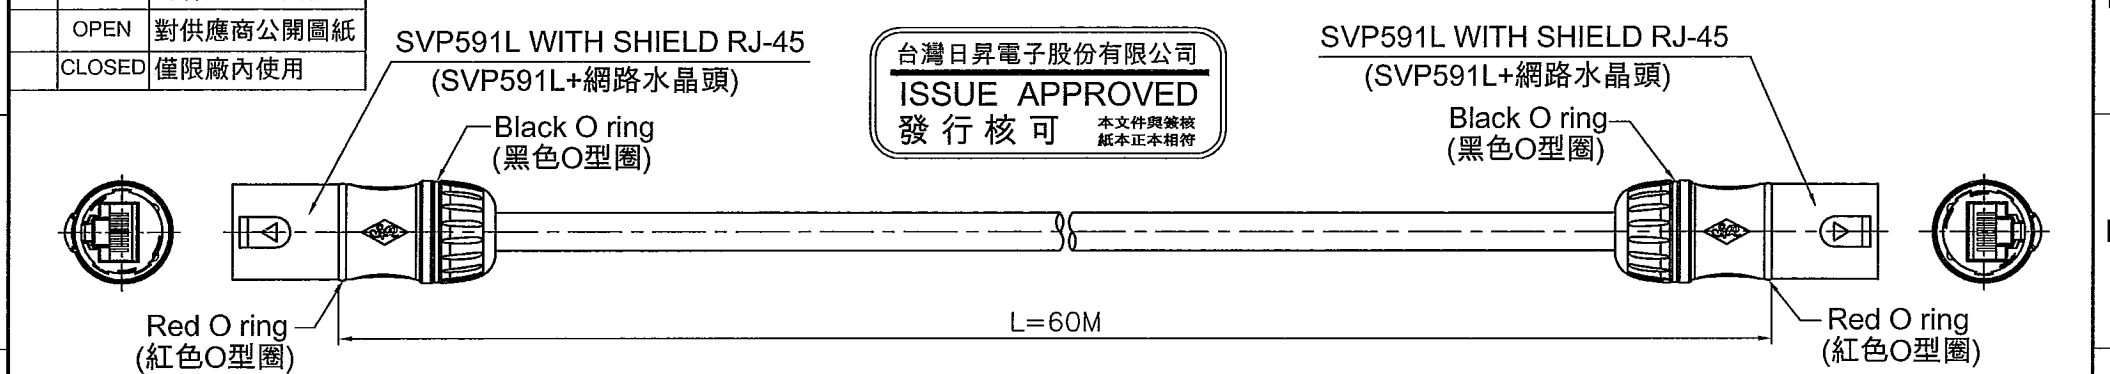 OPEN 對供應商公開圖紙
CLOSED 僅限廠內使用
SVP591L WITH SHIELD RJ-45
(SVP591L+網路水晶頭)
Black O ring
(黑色O型圈)
Red O ring
(紅色O型圈)
台灣日昇電子股份有限公司
ISSUE APPROVED
發行核可
本文件與簽核
紙本正本相符
L=60M
SVP591L WITH SHIELD RJ-45
(SVP591L+網路水晶頭)
Black O ring
(黑色O型圈)
Red O ring
(紅色O型圈)